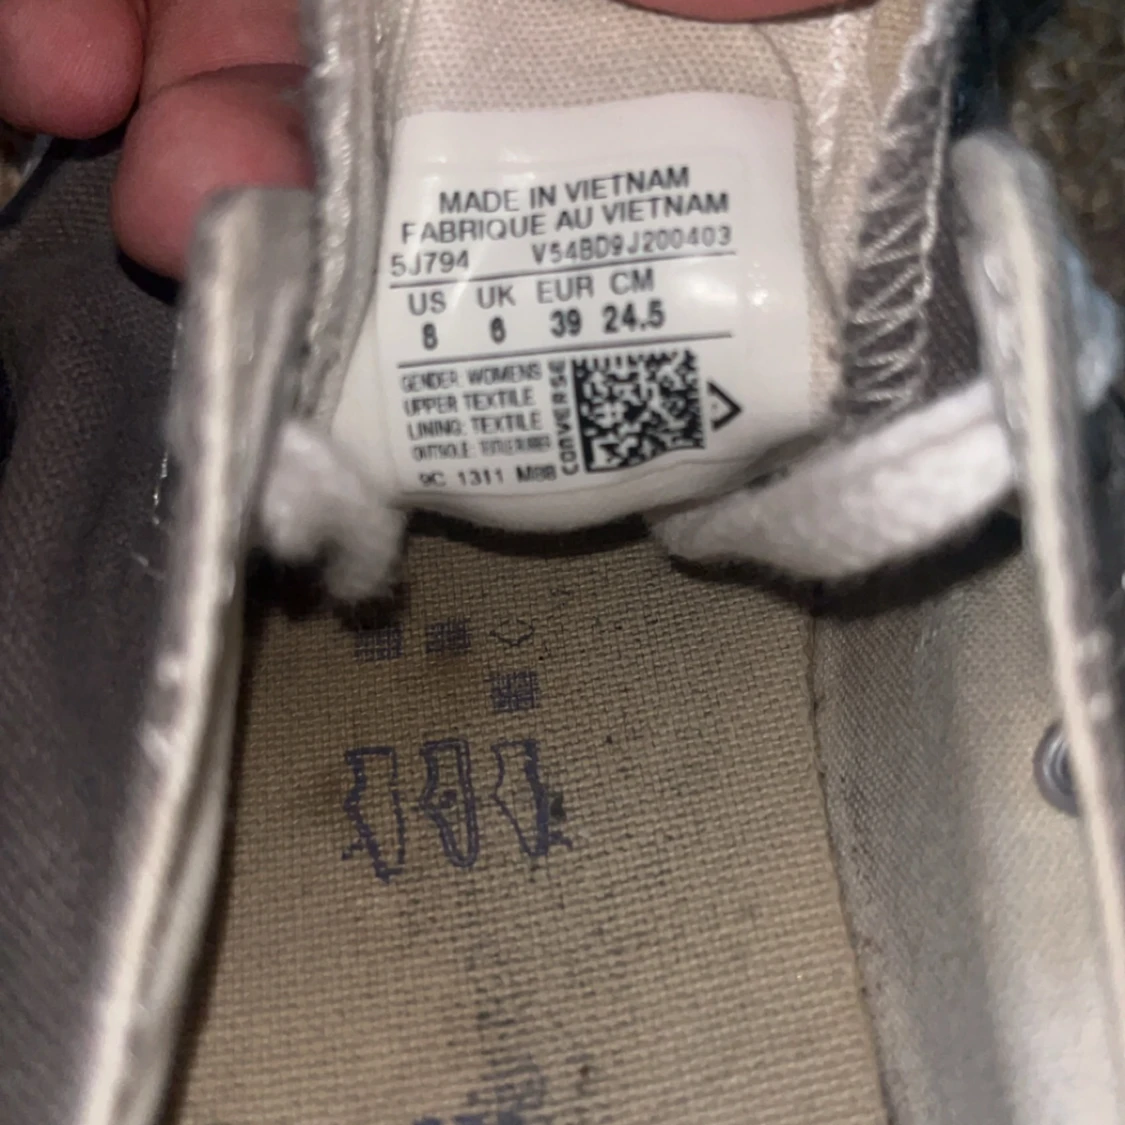 MADE IN VIETNAM
FABRIQUE AU VIETNAM
5J794 V54BD9J200403
US UK EUR CM
8 6 39 24.5
GENDER: WOMENS
UPPER: TEXTILE
LINING: TEXTILE
OUTSOLE:
CONVERSE
9C 1311 M88